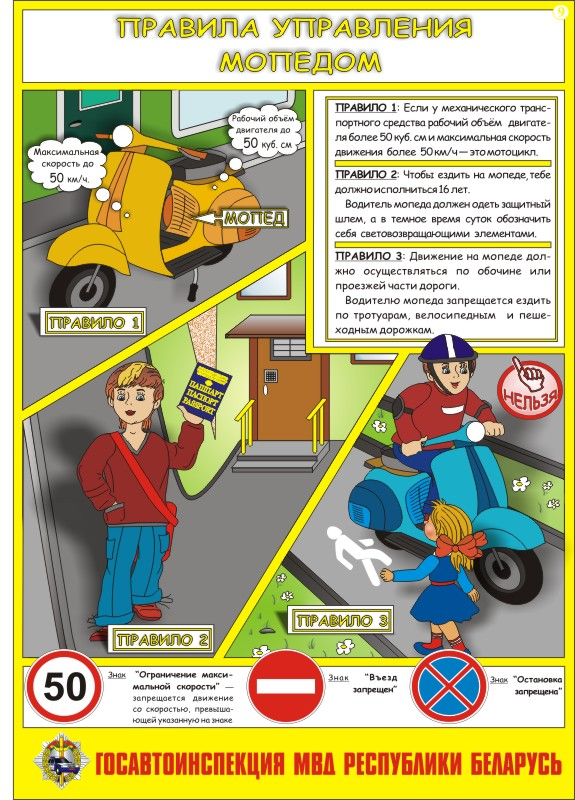 9
ПРАВИЛА УПРАВЛЕНИЯ
МОПЕДОМ
Максимальная
скорость до
50 км/ч.
Рабочий объём
двигателя до
50 куб. см
МОПЕД
ПРАВИЛО 1
ПРАВИЛО 1: Если у механического транс-
портного средства рабочий объём двигате-
ля более 50 куб. см и максимальная скорость
движения более 50 км/ч — это мотоцикл.
ПРАВИЛО 2: Чтобы ездить на мопеде, тебе
должно исполниться 16 лет.
Водитель мопеда должен одеть защитный
шлем, а в темное время суток обозначить
себя световозвращающими элементами.
ПРАВИЛО 3: Движение на мопеде дол-
жно осуществляться по обочине или
проезжей части дороги.
Водителю мопеда запрещается ездить
по тротуарам, велосипедным и пеше-
ходным дорожкам.
ПАШПАРТ
ПАСПОРТ
PASSPORT
НЕЛЬЗЯ
ПРАВИЛО 2
ПРАВИЛО 3
50
Знак "Ограничение макси-
мальной скорости" —
запрещается движение
со скоростью, превыша-
ющей указанную на знаке
Знак "Въезд
запрещен"
Знак "Остановка
запрещена"
ГОСАВТОИНСПЕКЦИЯ МВД РЕСПУБЛИКИ БЕЛАРУСЬ